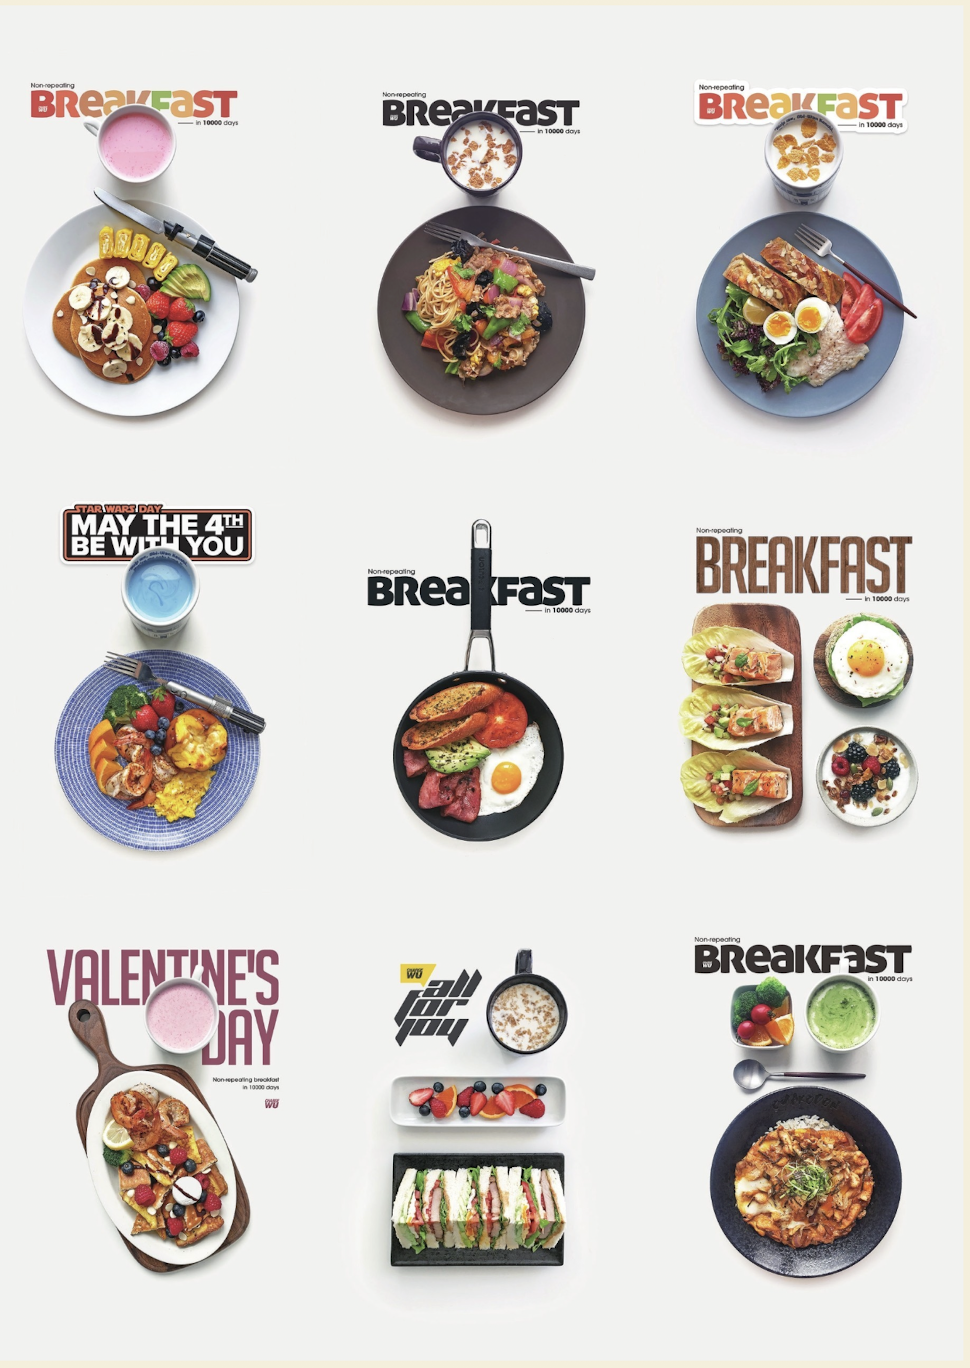 Non-repeating
BReaKFaST
in 10000 days
Non-repeating
BReaKFaST
in 10000 days
Non-repeating
BReaKFaST
in 10000 days
STAR WARS DAY
MAY THE 4TH
BE WITH YOU
Non-repeating
BReaKFaST
in 10000 days
Non-repeating
BREAKFAST
in 10000 days
VALENTINE'S
DAY
Non-repeating breakfast
in 10000 days
WU
WU
all
for
joy
Non-repeating
BReaKFaST
in 10000 days